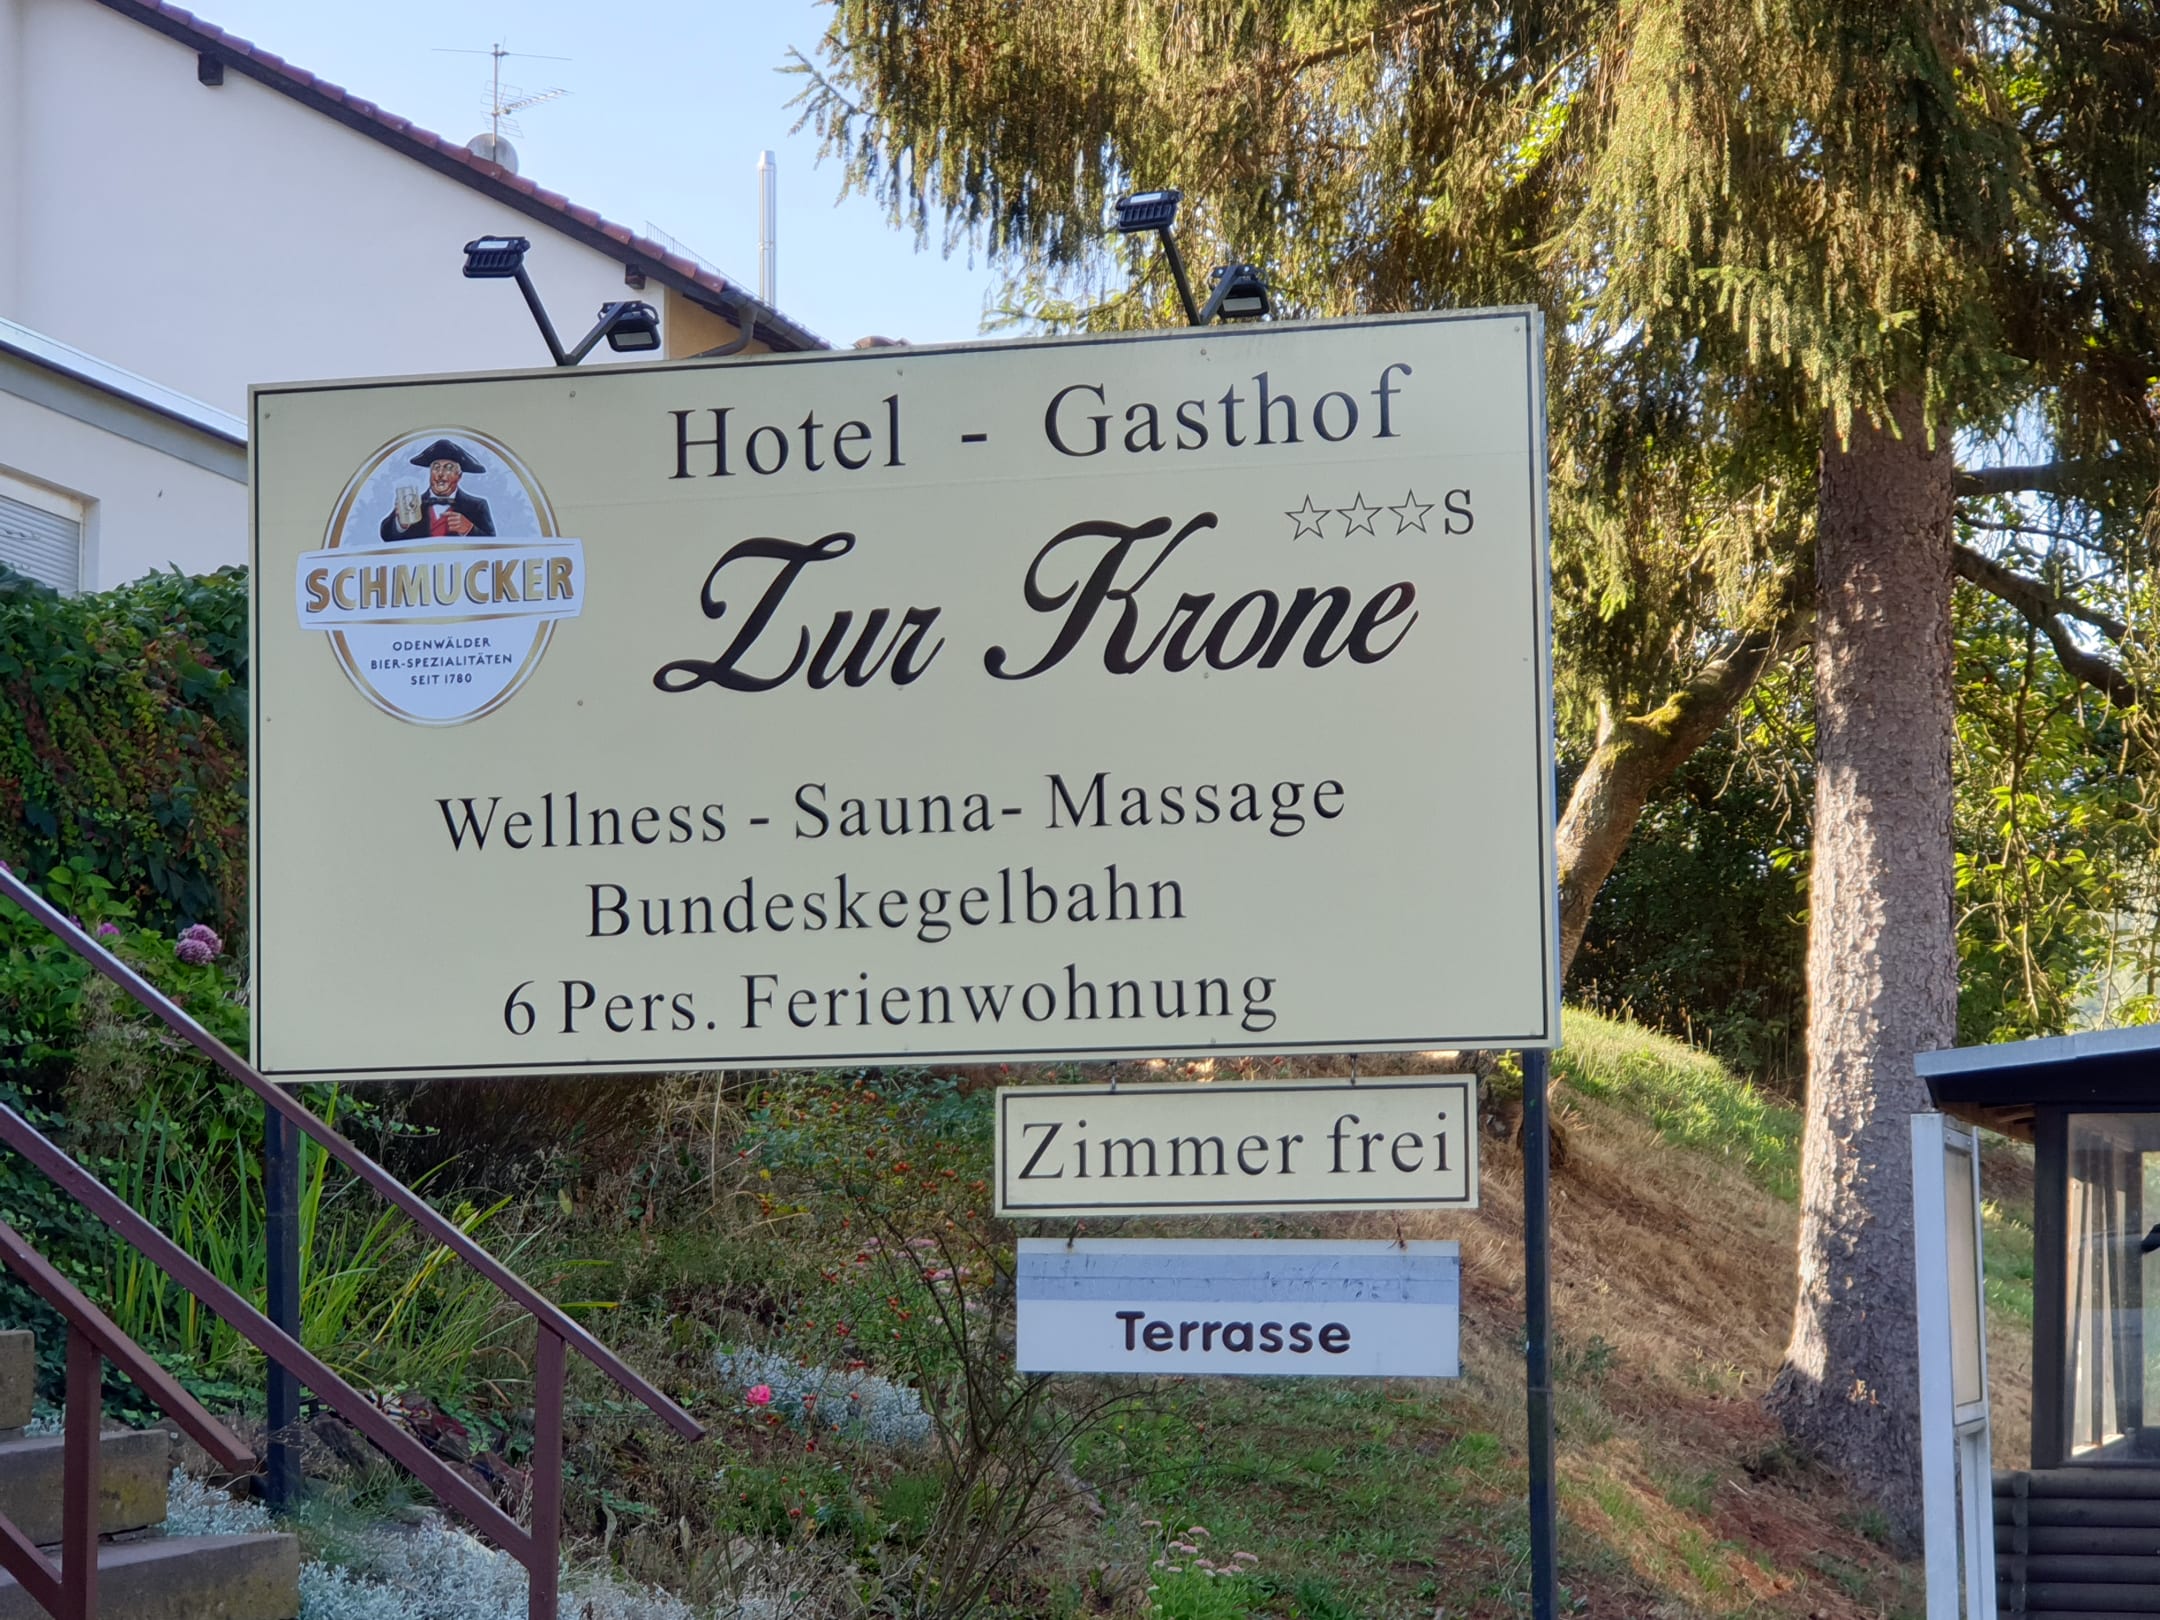 Hotel - Gasthof
☆☆☆S
Zur Krone
SCHMUCKER
ODENWÄLDER
BIER-SPEZIALITÄTEN
SEIT 1780
Wellness - Sauna- Massage
Bundeskegelbahn
6 Pers. Ferienwohnung
Zimmer frei
Terrasse